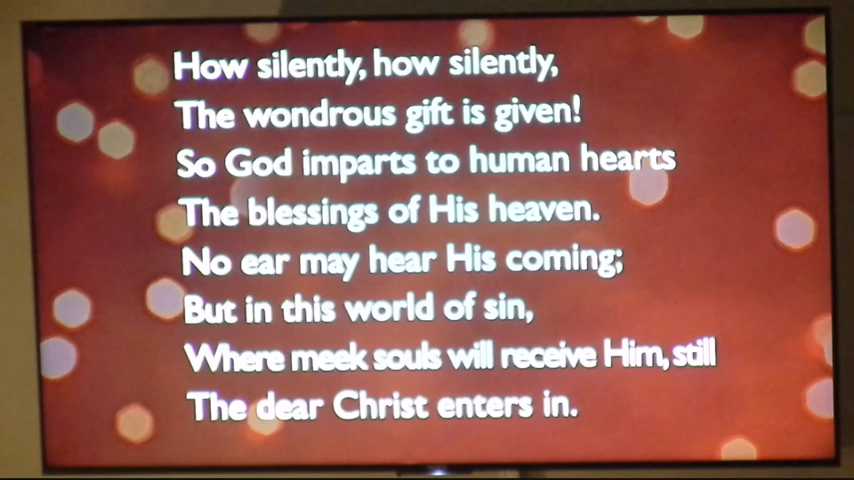 How silently, how silently,
The wondrous gift is given!
So God imparts to human hearts
The blessings of His heaven.
No ear may hear His coming;
But in this world of sin,
Where meek souls will receive Him, still
The dear Christ enters in.